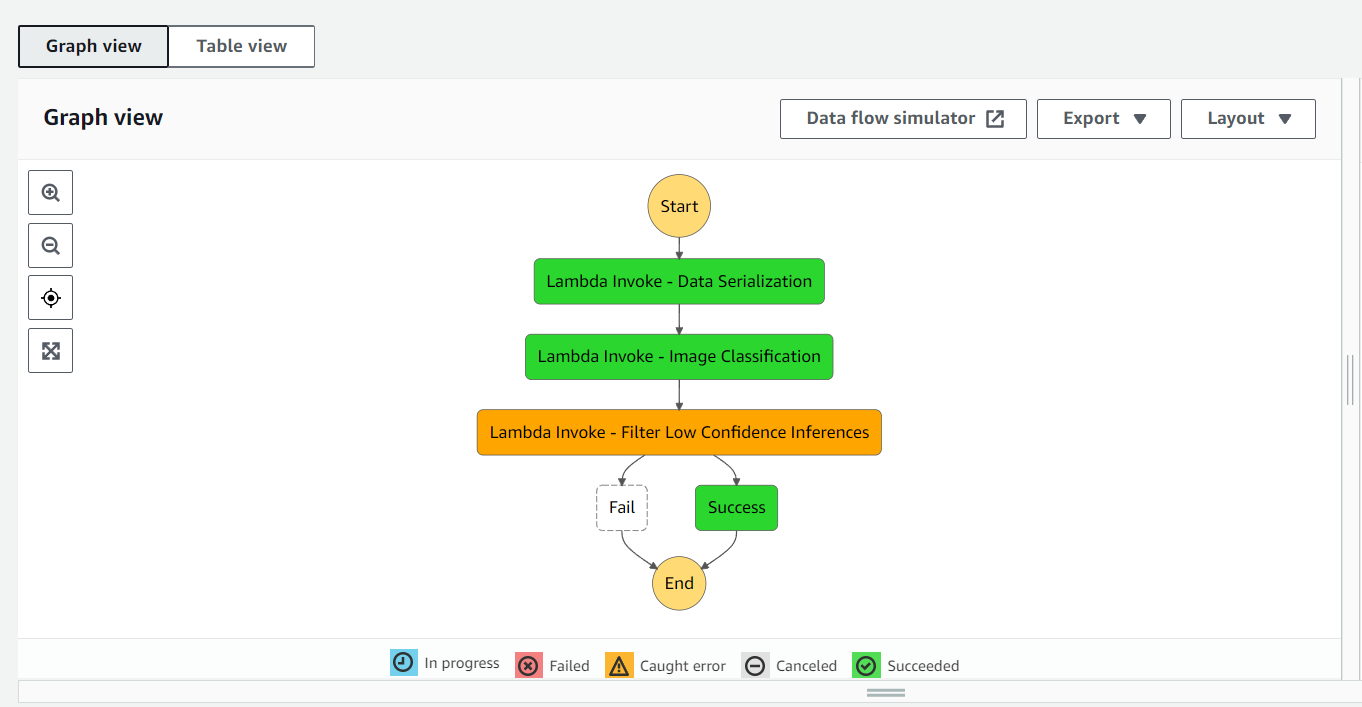 Graph view
Table view
Graph view
Data flow simulator
Export
Layout
Start
Lambda Invoke - Data Serialization
Lambda Invoke - Image Classification
Lambda Invoke - Filter Low Confidence Inferences
Fail
Success
End
In progress
Failed
Caught error
Canceled
Succeeded